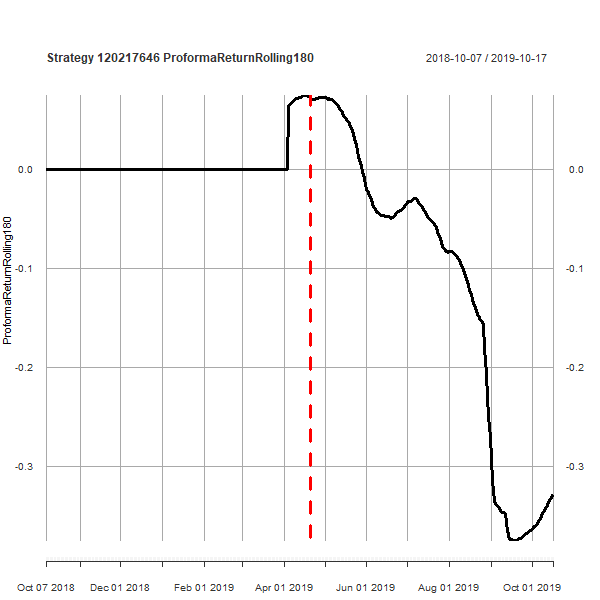 Strategy 120217646 ProformaReturnRolling180 2018-10-07 / 2019-10-17
ProformaReturnRolling180
0.0 0.0
-0.1 -0.1
-0.2 -0.2
-0.3 -0.3
Oct 07 2018 Dec 01 2018 Feb 01 2019 Apr 01 2019 Jun 01 2019 Aug 01 2019 Oct 01 2019